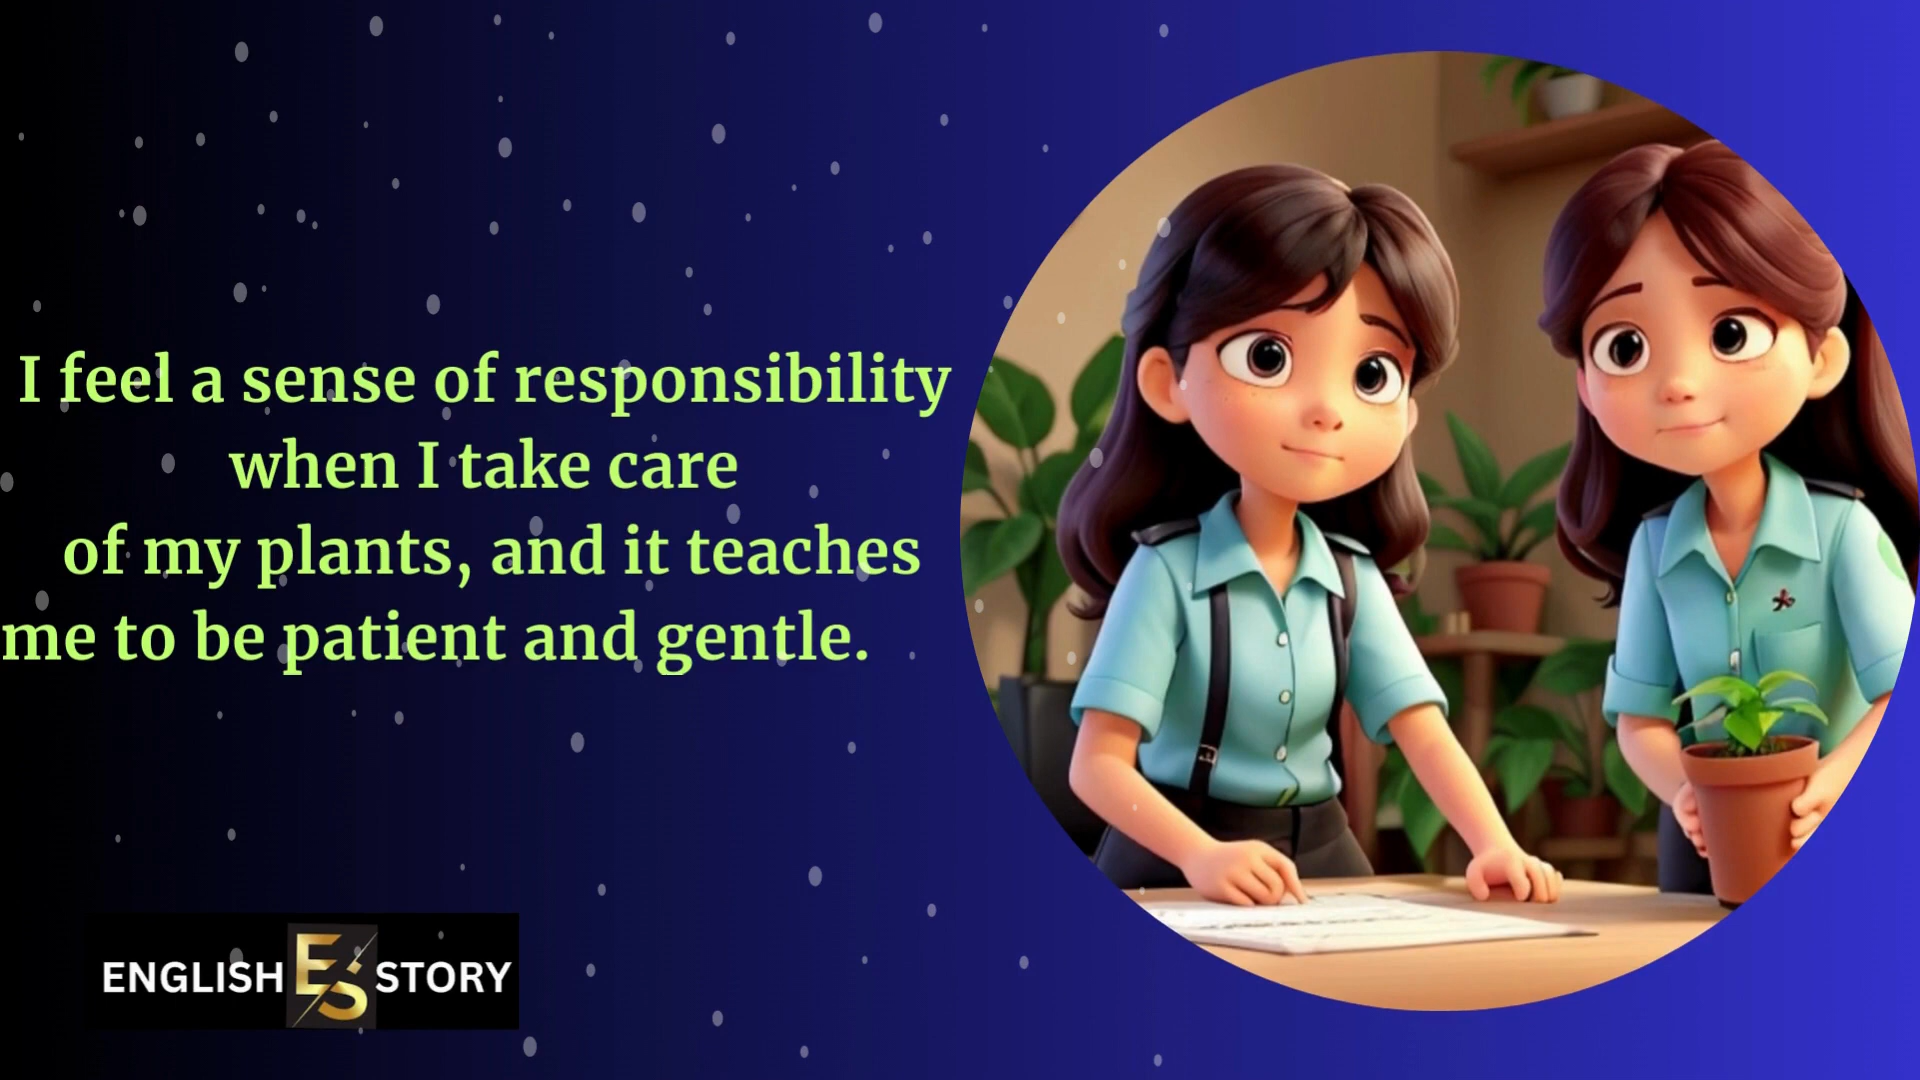 I feel a sense of responsibility
when I take care
of my plants, and it teaches
me to be patient and gentle.
ENGLISH ES STORY